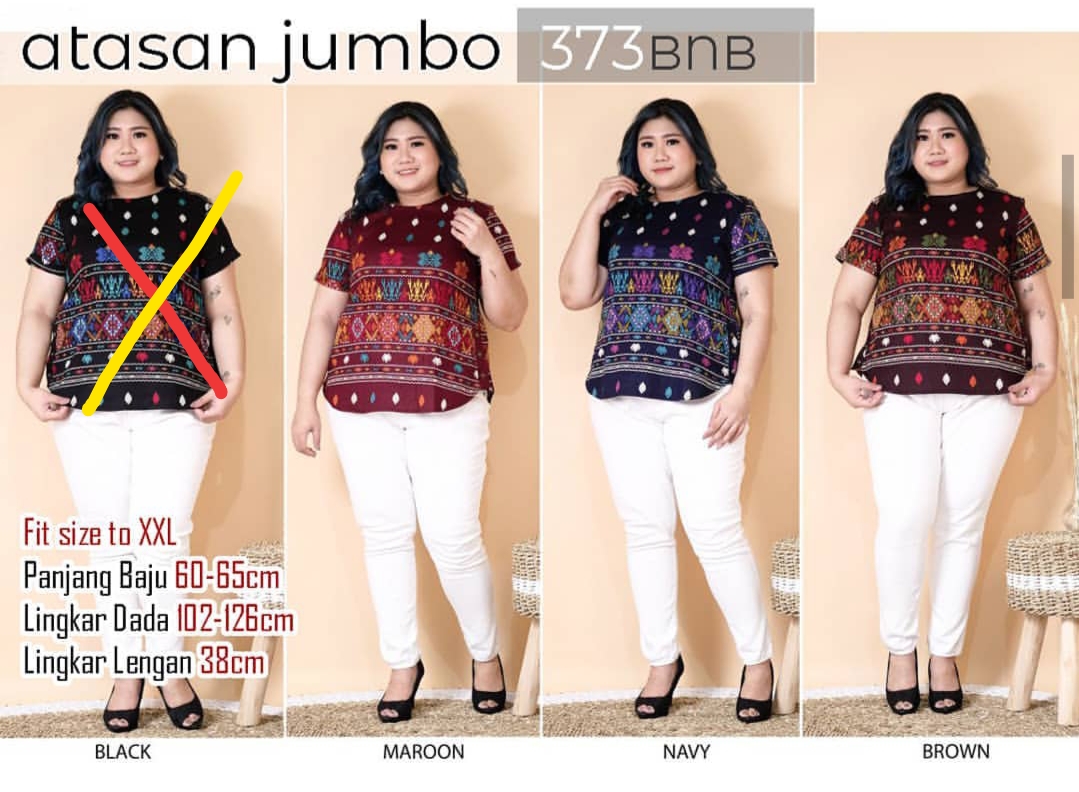 atasan jumbo 373BNB
Fit size to XXL
Panjang Baju 60-65cm
Lingkar Dada 102-126cm
Lingkar Lengan 38cm
BLACK
MAROON
NAVY
BROWN